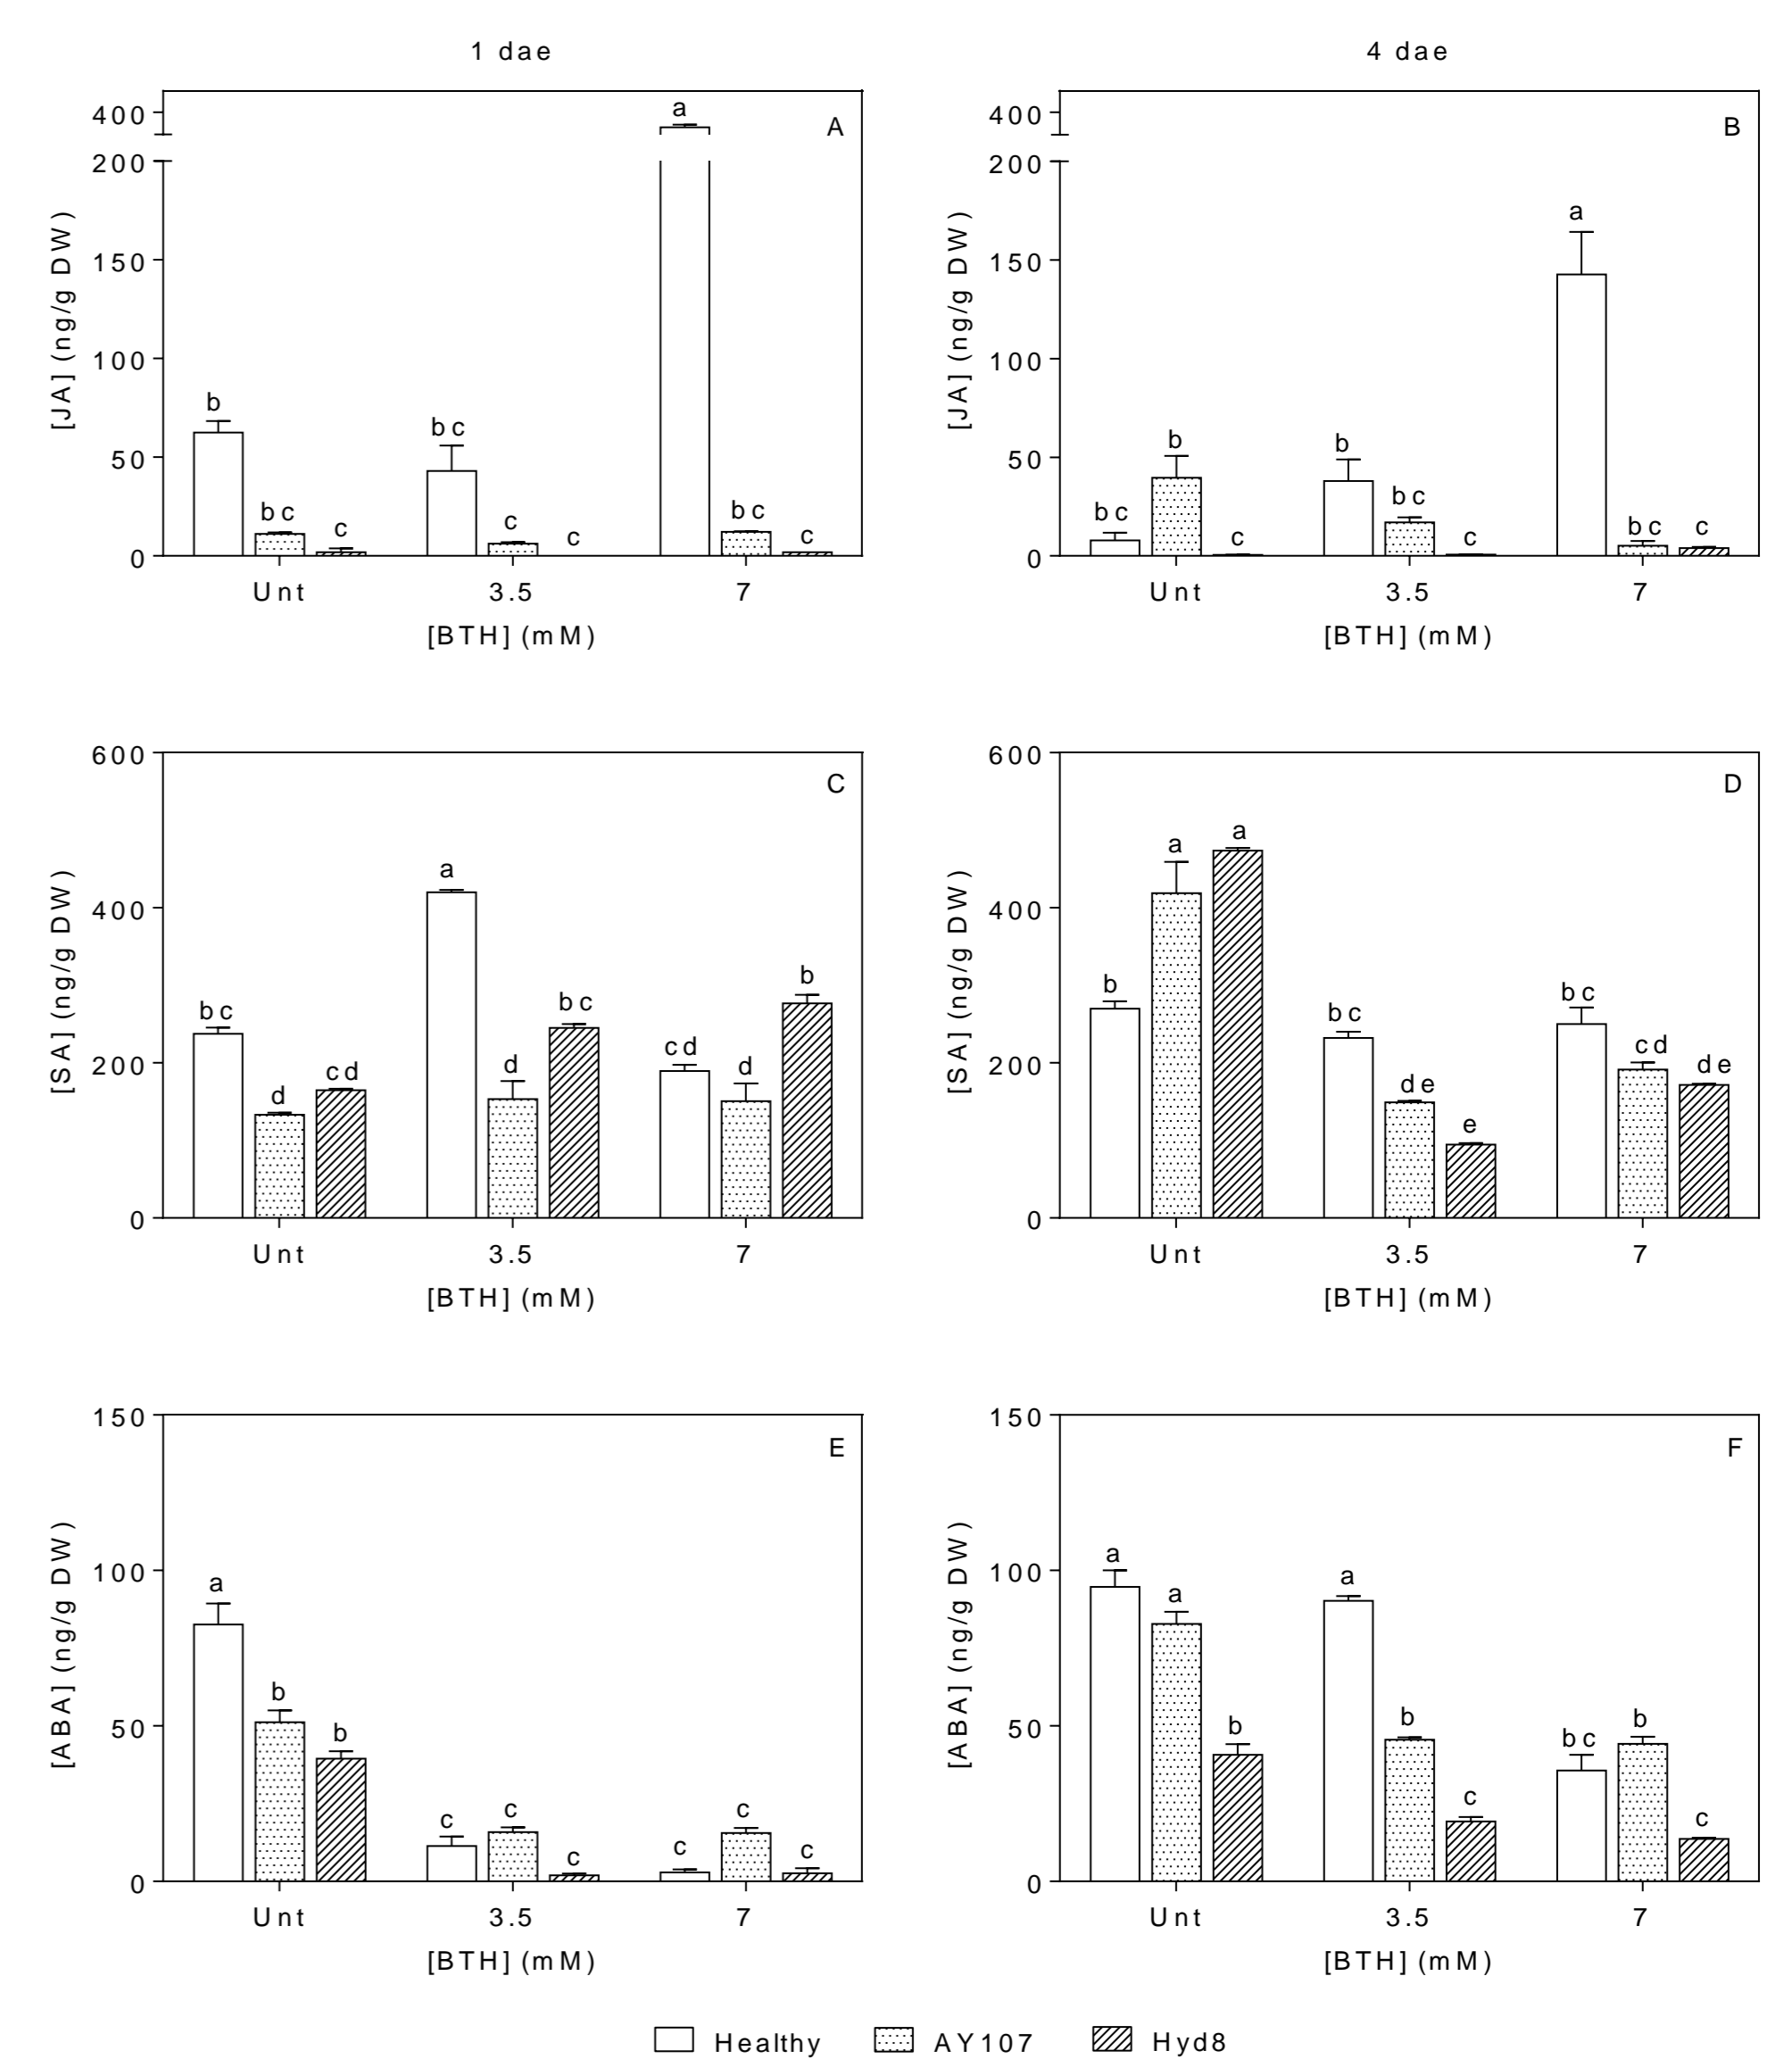 1 dae
4 dae
A
[JA] (ng/g DW)
400
200
150
100
50
0
b
bc
c
bc
c
c
a
bc
c
Unt 3.5 7
[BTH] (mM)
B
[JA] (ng/g DW)
400
200
150
100
50
0
bc
b
c
b
bc
c
a
bc
c
Unt 3.5 7
[BTH] (mM)
C
[SA] (ng/g DW)
600
400
200
0
bc
d
cd
a
d
bc
cd
d
b
Unt 3.5 7
[BTH] (mM)
D
[SA] (ng/g DW)
600
400
200
0
b
a
a
bc
de
e
bc
cd
de
Unt 3.5 7
[BTH] (mM)
E
[ABA] (ng/g DW)
150
100
50
0
a
b
b
c
c
c
c
c
c
Unt 3.5 7
[BTH] (mM)
F
[ABA] (ng/g DW)
150
100
50
0
a
a
b
a
b
c
bc
b
c
Unt 3.5 7
[BTH] (mM)
Healthy AY107 Hyd8